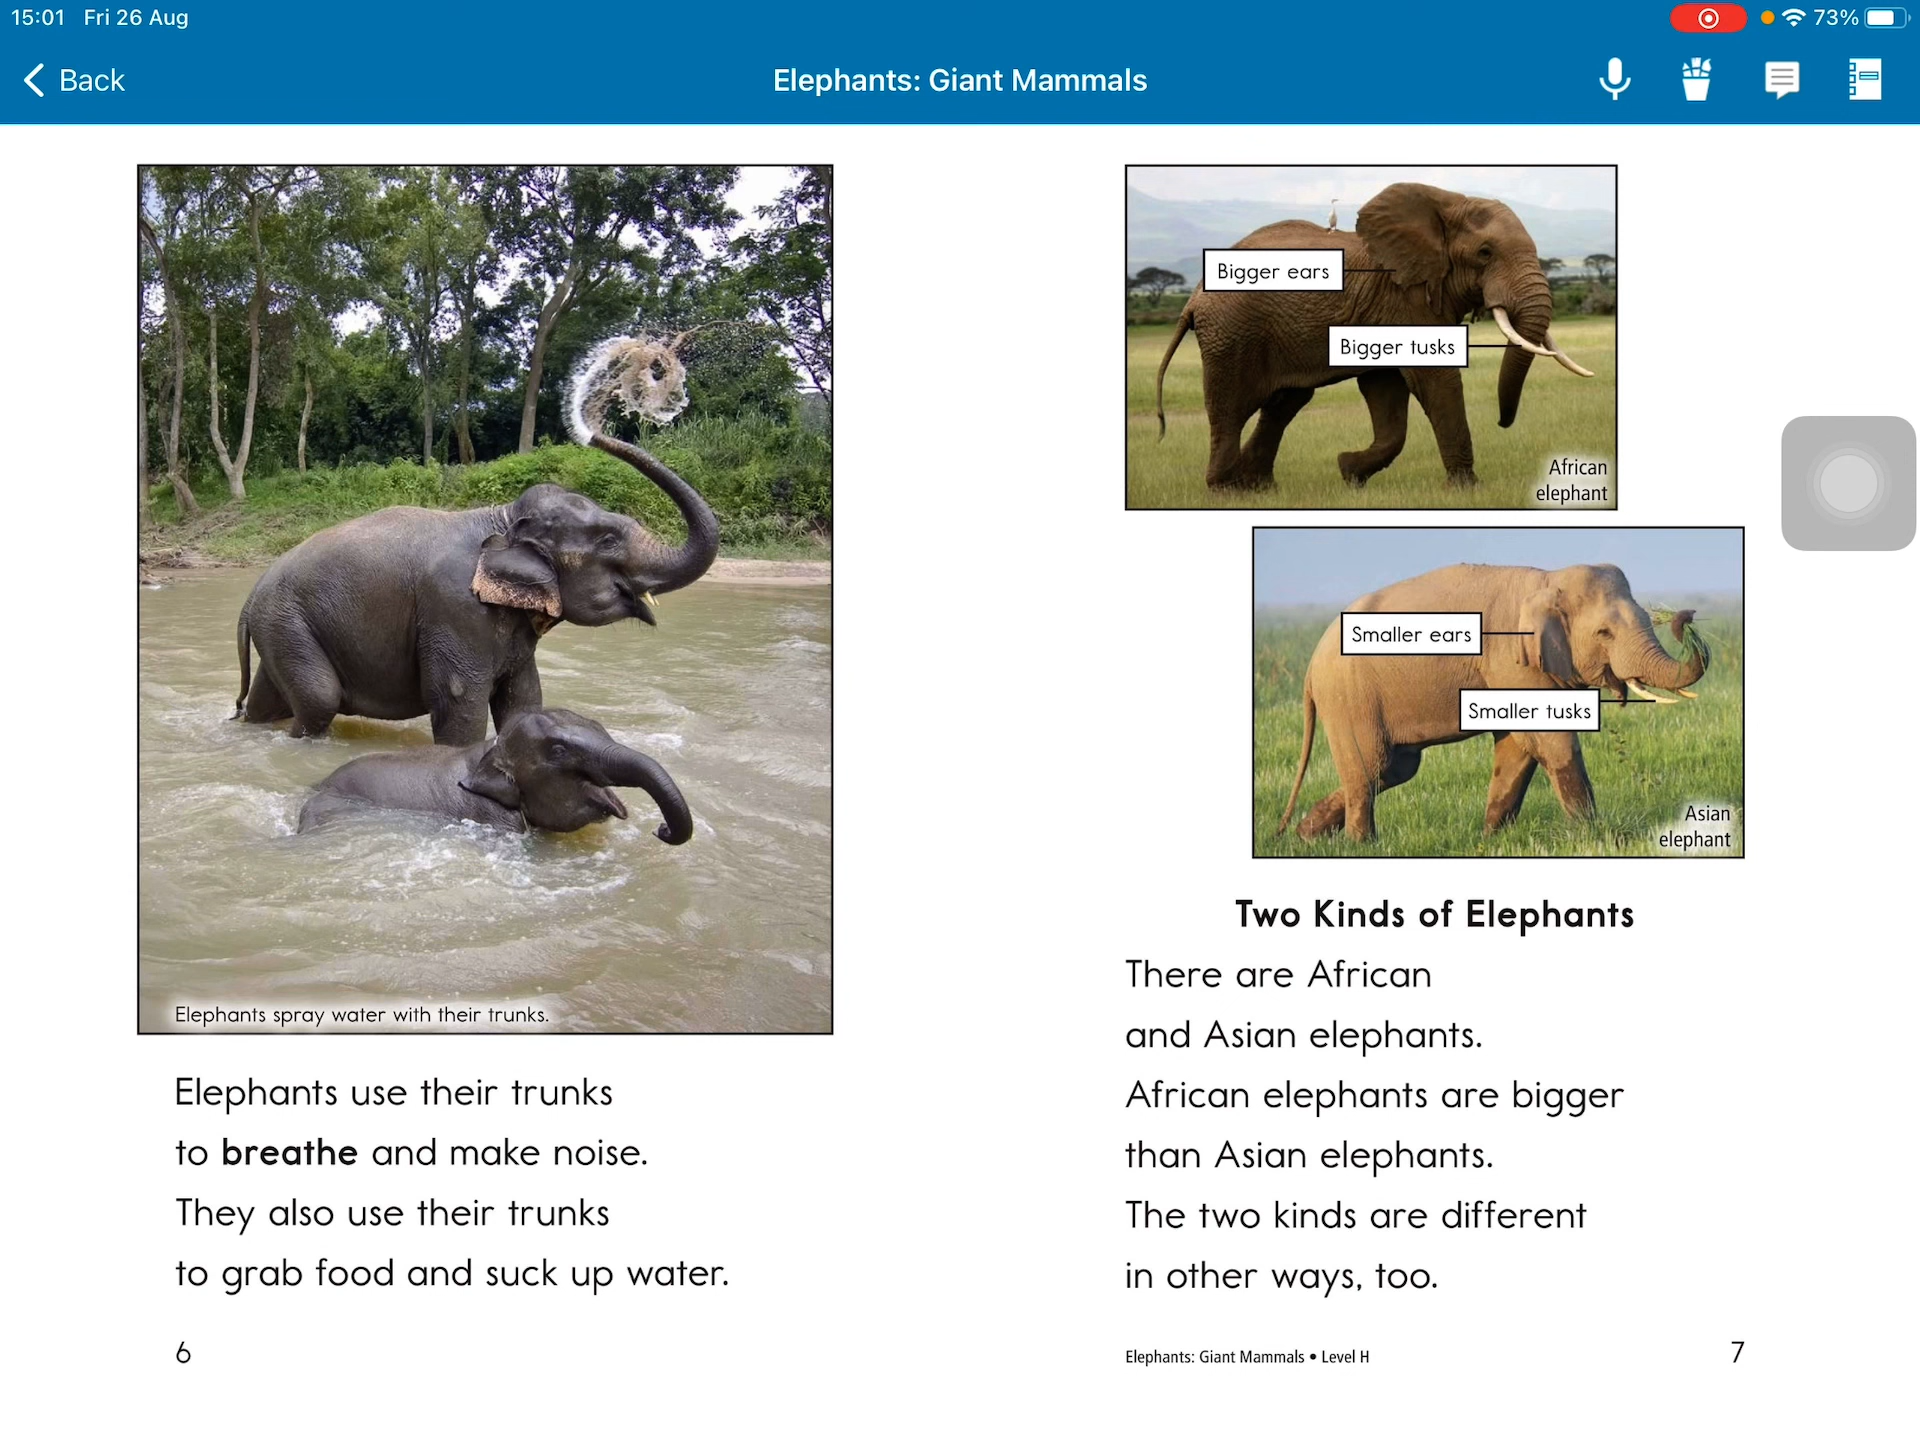 15:01 Fri 26 Aug
73%
Back
Elephants: Giant Mammals
Elephants spray water with their trunks.
Elephants use their trunks
to breathe and make noise.
They also use their trunks
to grab food and suck up water.
6
Bigger ears
Bigger tusks
African
elephant
Smaller ears
Smaller tusks
Asian
elephant
Two Kinds of Elephants
There are African
and Asian elephants.
African elephants are bigger
than Asian elephants.
The two kinds are different
in other ways, too.
Elephants: Giant Mammals • Level H
7